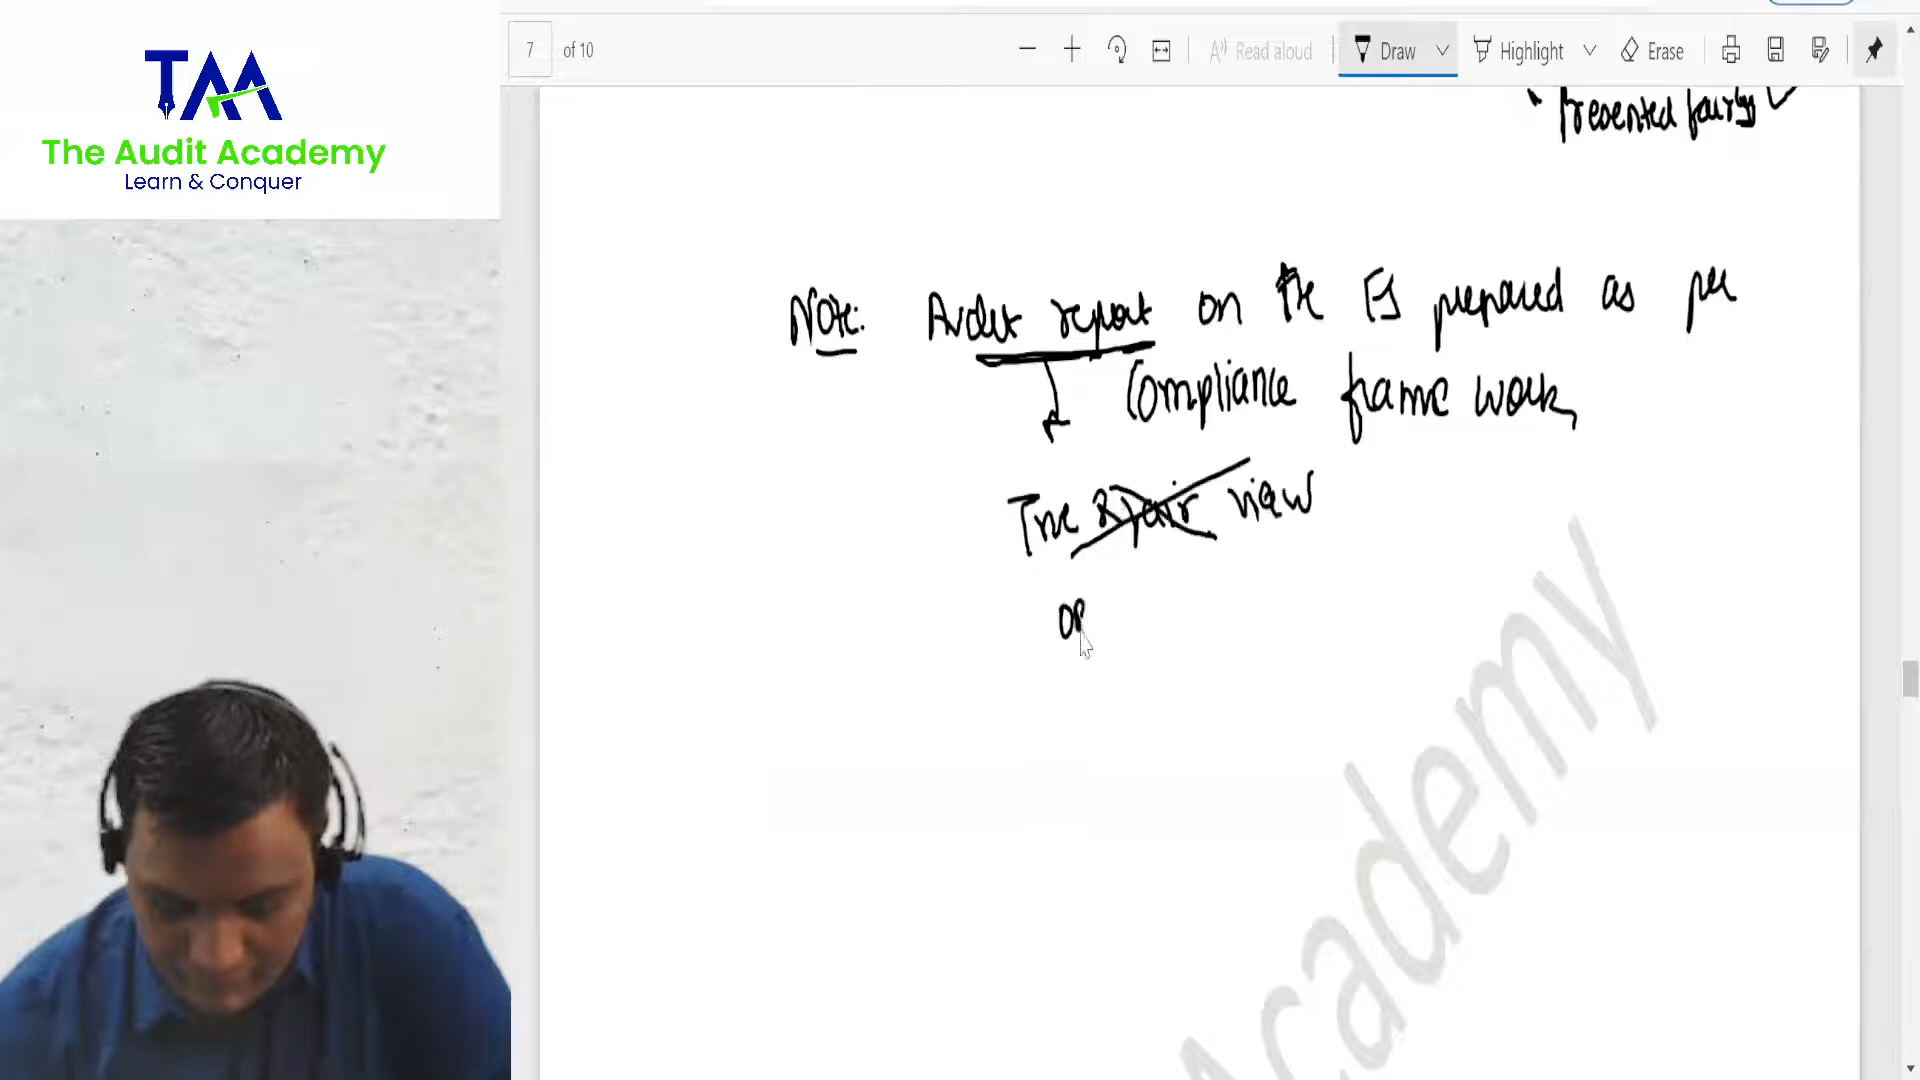 7 of 10
Read aloud
Draw
Highlight
Erase
TAA
The Audit Academy
Learn & Conquer
Presented fairly
Note: Audit report on the FS prepared as per
Compliance frame work
True & fair view
OR
Academy